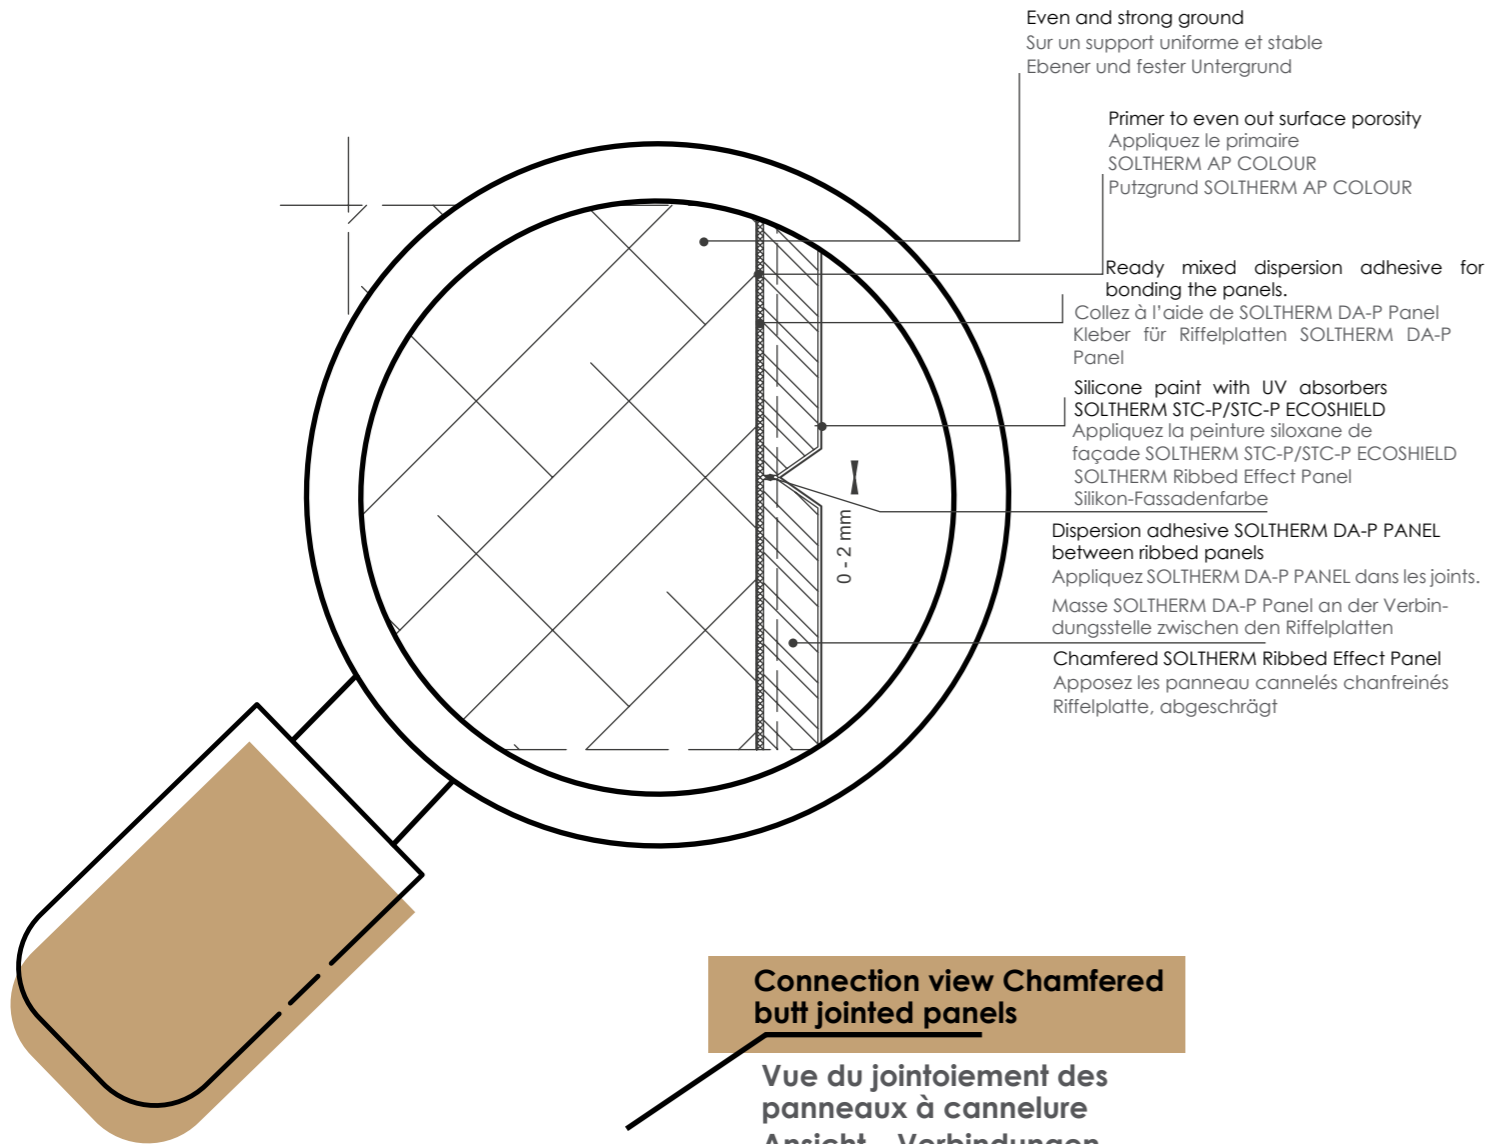 Even and strong ground
Sur un support uniforme et stable
Ebener und fester Untergrund
Primer to even out surface porosity
Appliquez le primaire
SOLTHERM AP COLOUR
Putzgrund SOLTHERM AP COLOUR
Ready mixed dispersion adhesive for
bonding the panels.
Collez à l'aide de SOLTHERM DA-P Panel
Kleber für Riffelplatten SOLTHERM DA-P
Panel
Silicone paint with UV absorbers
SOLTHERM STC-P/STC-P ECOSHIELD
Appliquez la peinture siloxane de
façade SOLTHERM STC-P/STC-P ECOSHIELD
SOLTHERM Ribbed Effect Panel
Silikon-Fassadenfarbe
0 - 2 mm
Dispersion adhesive SOLTHERM DA-P PANEL
between ribbed panels
Appliquez SOLTHERM DA-P PANEL dans les joints.
Masse SOLTHERM DA-P Panel an der Verbin-
dungsstelle zwischen den Riffelplatten
Chamfered SOLTHERM Ribbed Effect Panel
Apposez les panneau cannelés chanfreinés
Riffelplatte, abgeschrägt
Connection view Chamfered
butt jointed panels
Vue du jointoiement des
panneaux à cannelure
Ansicht - Verbindungen